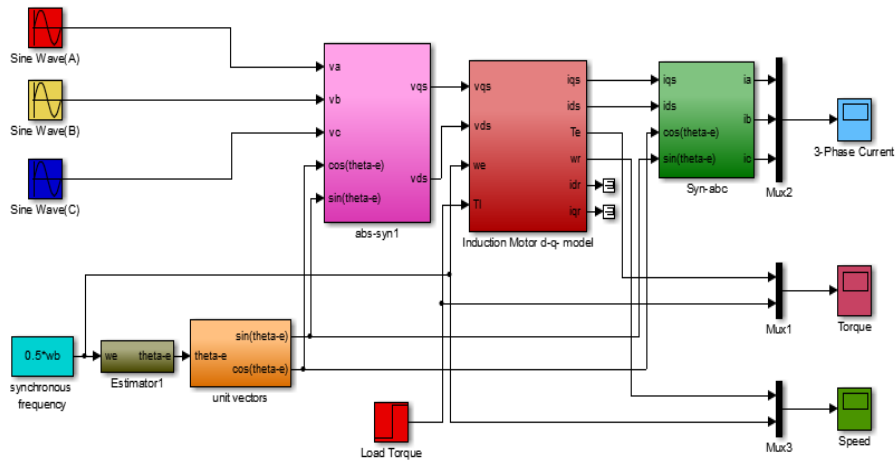 Sine Wave(A)
Sine Wave(B)
Sine Wave(C)
va
vb
vc
cos(theta-e)
sin(theta-e)
vqs
vds
abs-syn1
vqs
vds
we
Tl
iqs
ids
Te
wr
idr
iqr
Induction Motor d-q- model
iqs
ids
cos(theta-e)
sin(theta-e)
ia
ib
ic
Syn-abc
Mux2
3-Phase Current
Mux1
Torque
0.5*wb
synchronous
frequency
we
theta-e
Estimator1
theta-e
sin(theta-e)
cos(theta-e)
unit vectors
Load Torque
Mux3
Speed